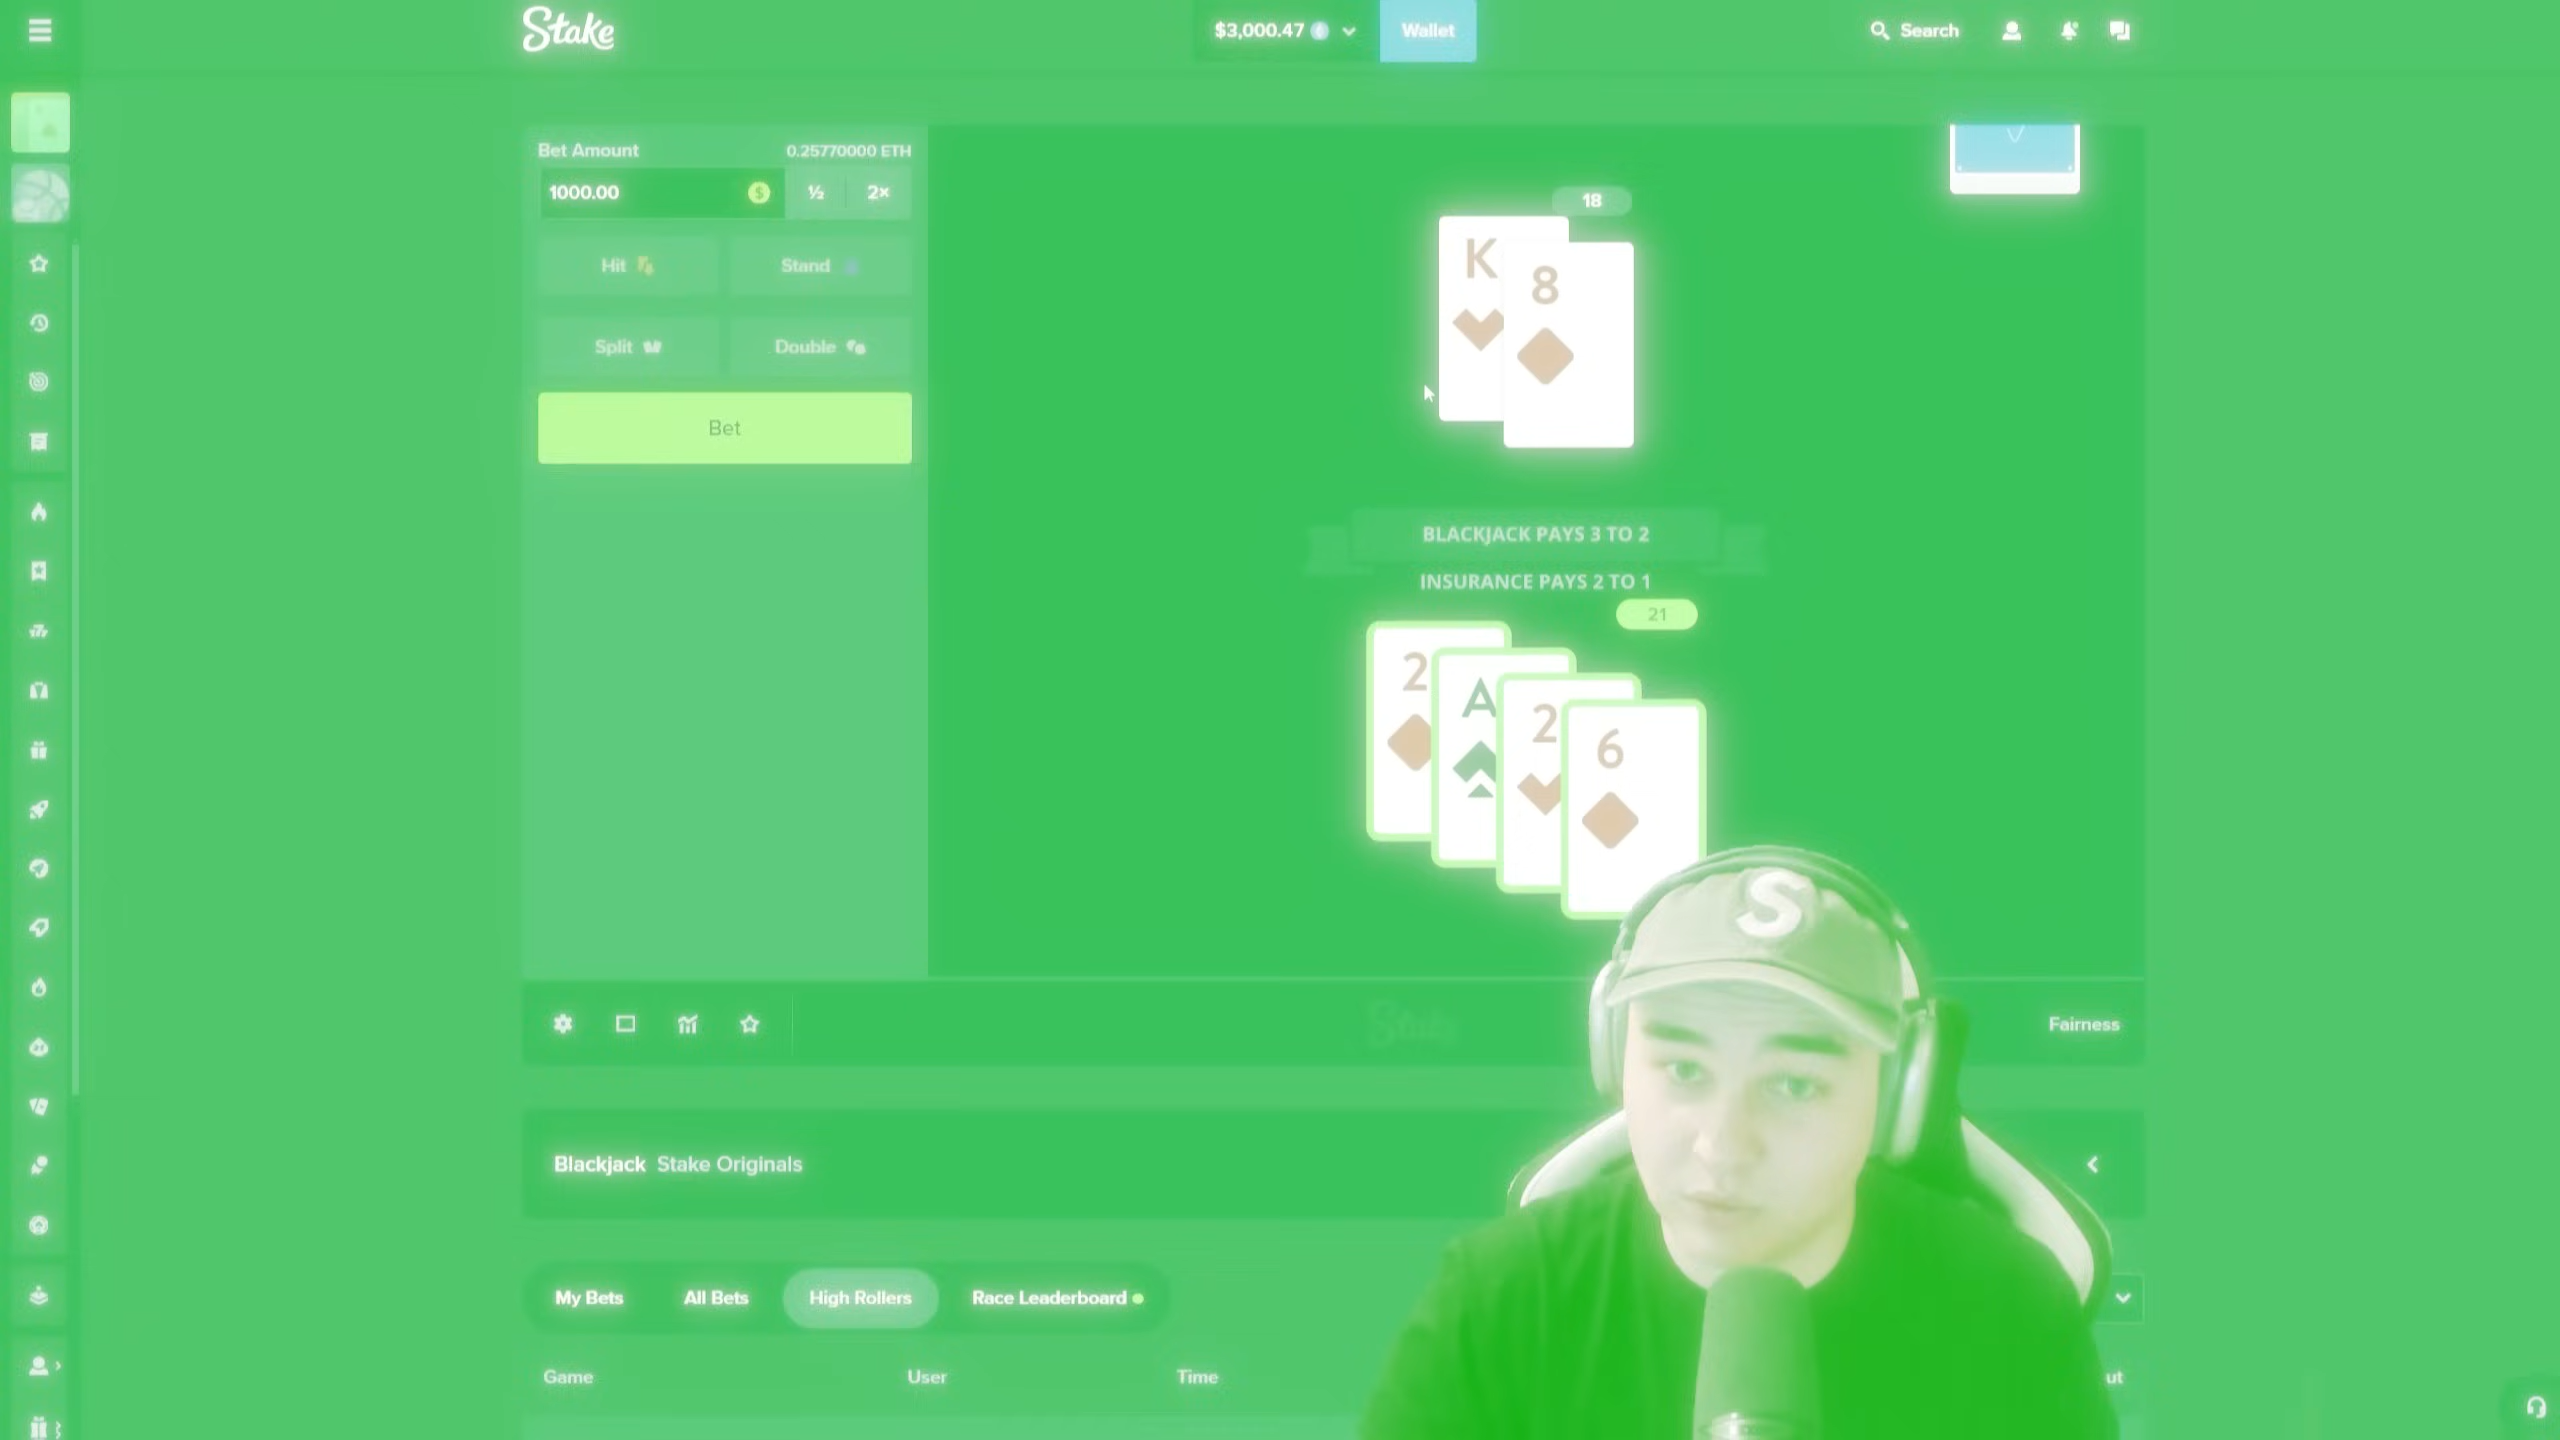 Stake
$3,000.47
Wallet
Search
Bet Amount
0.25770000 ETH
1000.00
$
½
2×
Hit
Stand
Split
Double
Bet
18
K
8
BLACKJACK PAYS 3 TO 2
INSURANCE PAYS 2 TO 1
21
2
A
2
6
S
Stake
Fairness
Blackjack Stake Originals
My Bets
All Bets
High Rollers
Race Leaderboard
Game
User
Time
ut